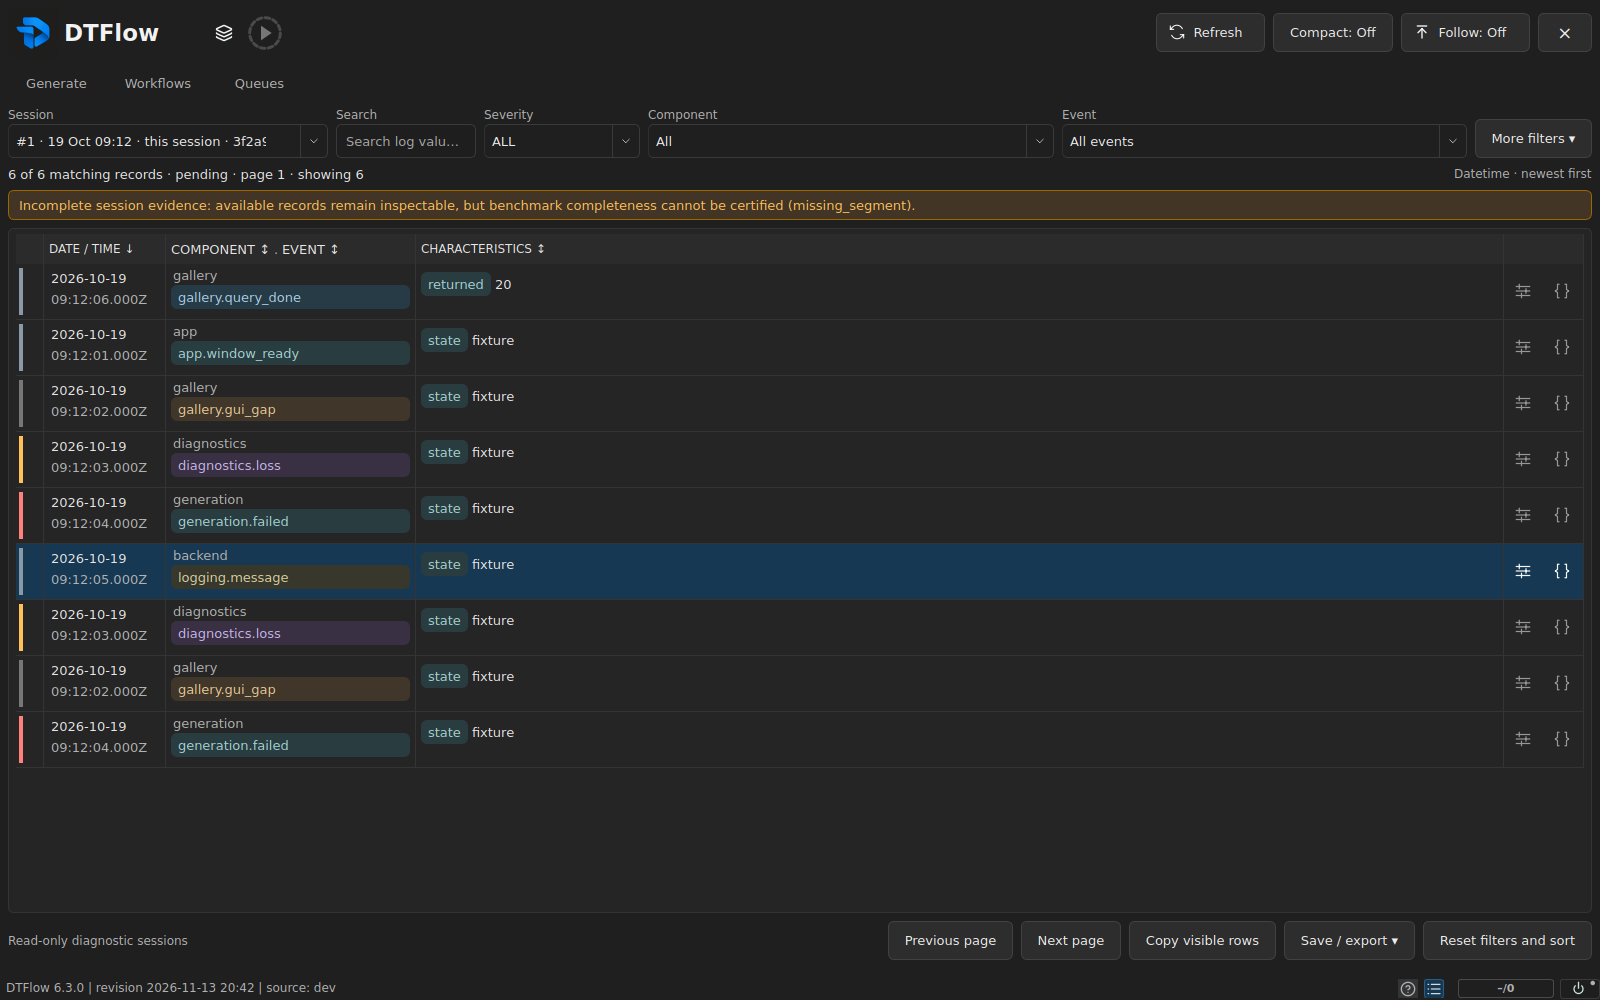 DTFlow
Refresh
Compact: Off
Follow: Off
Generate
Workflows
Queues
Session
Search
Severity
Component
Event
#1 · 19 Oct 09:12 · this session · 3f2a9
Search log valu...
ALL
All
All events
More filters ▾
6 of 6 matching records · pending · page 1 · showing 6
Datetime · newest first
Incomplete session evidence: available records remain inspectable, but benchmark completeness cannot be certified (missing_segment).
DATE / TIME ↓
COMPONENT ↕ . EVENT ↕
CHARACTERISTICS ↕
2026-10-19
09:12:06.000Z
gallery
gallery.query_done
returned 20
{ }
2026-10-19
09:12:01.000Z
app
app.window_ready
state fixture
{ }
2026-10-19
09:12:02.000Z
gallery
gallery.gui_gap
state fixture
{ }
2026-10-19
09:12:03.000Z
diagnostics
diagnostics.loss
state fixture
{ }
2026-10-19
09:12:04.000Z
generation
generation.failed
state fixture
{ }
2026-10-19
09:12:05.000Z
backend
logging.message
state fixture
{ }
2026-10-19
09:12:03.000Z
diagnostics
diagnostics.loss
state fixture
{ }
2026-10-19
09:12:02.000Z
gallery
gallery.gui_gap
state fixture
{ }
2026-10-19
09:12:04.000Z
generation
generation.failed
state fixture
{ }
Read-only diagnostic sessions
Previous page
Next page
Copy visible rows
Save / export ▾
Reset filters and sort
DTFlow 6.3.0 | revision 2026-11-13 20:42 | source: dev
–/0